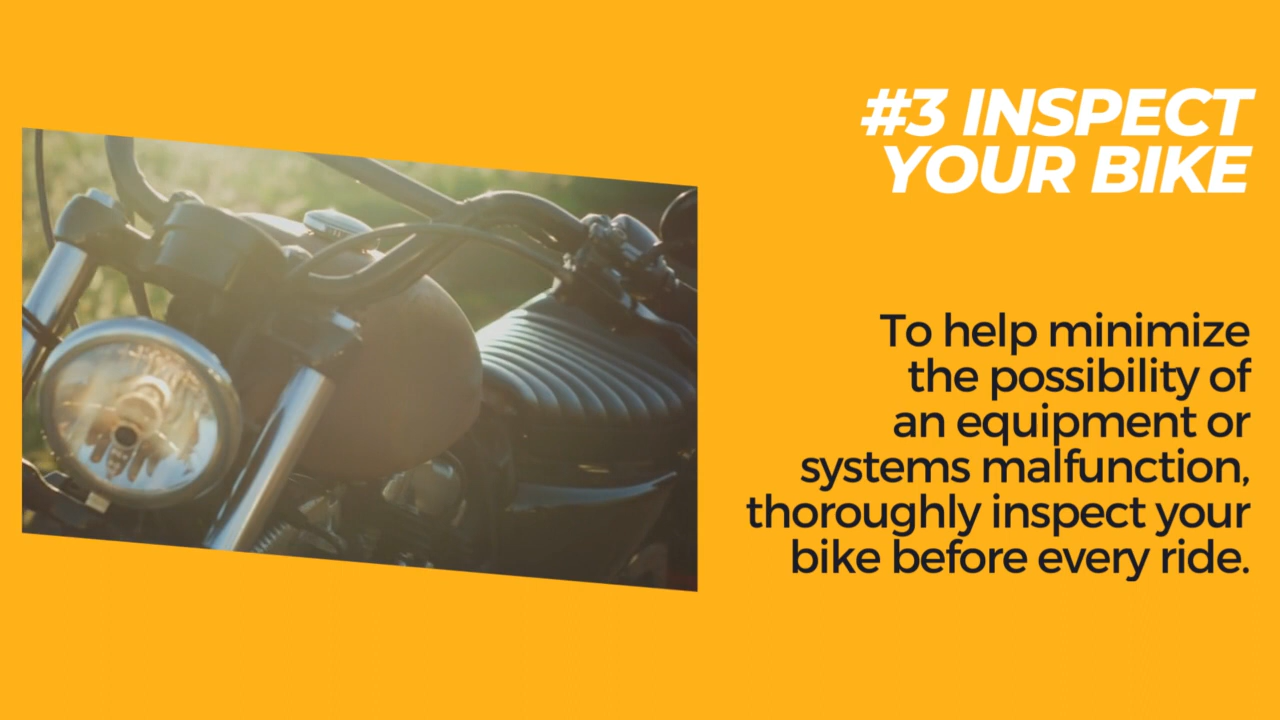 #3 INSPECT
YOUR BIKE
To help minimize
the possibility of
an equipment or
systems malfunction,
thoroughly inspect your
bike before every ride.